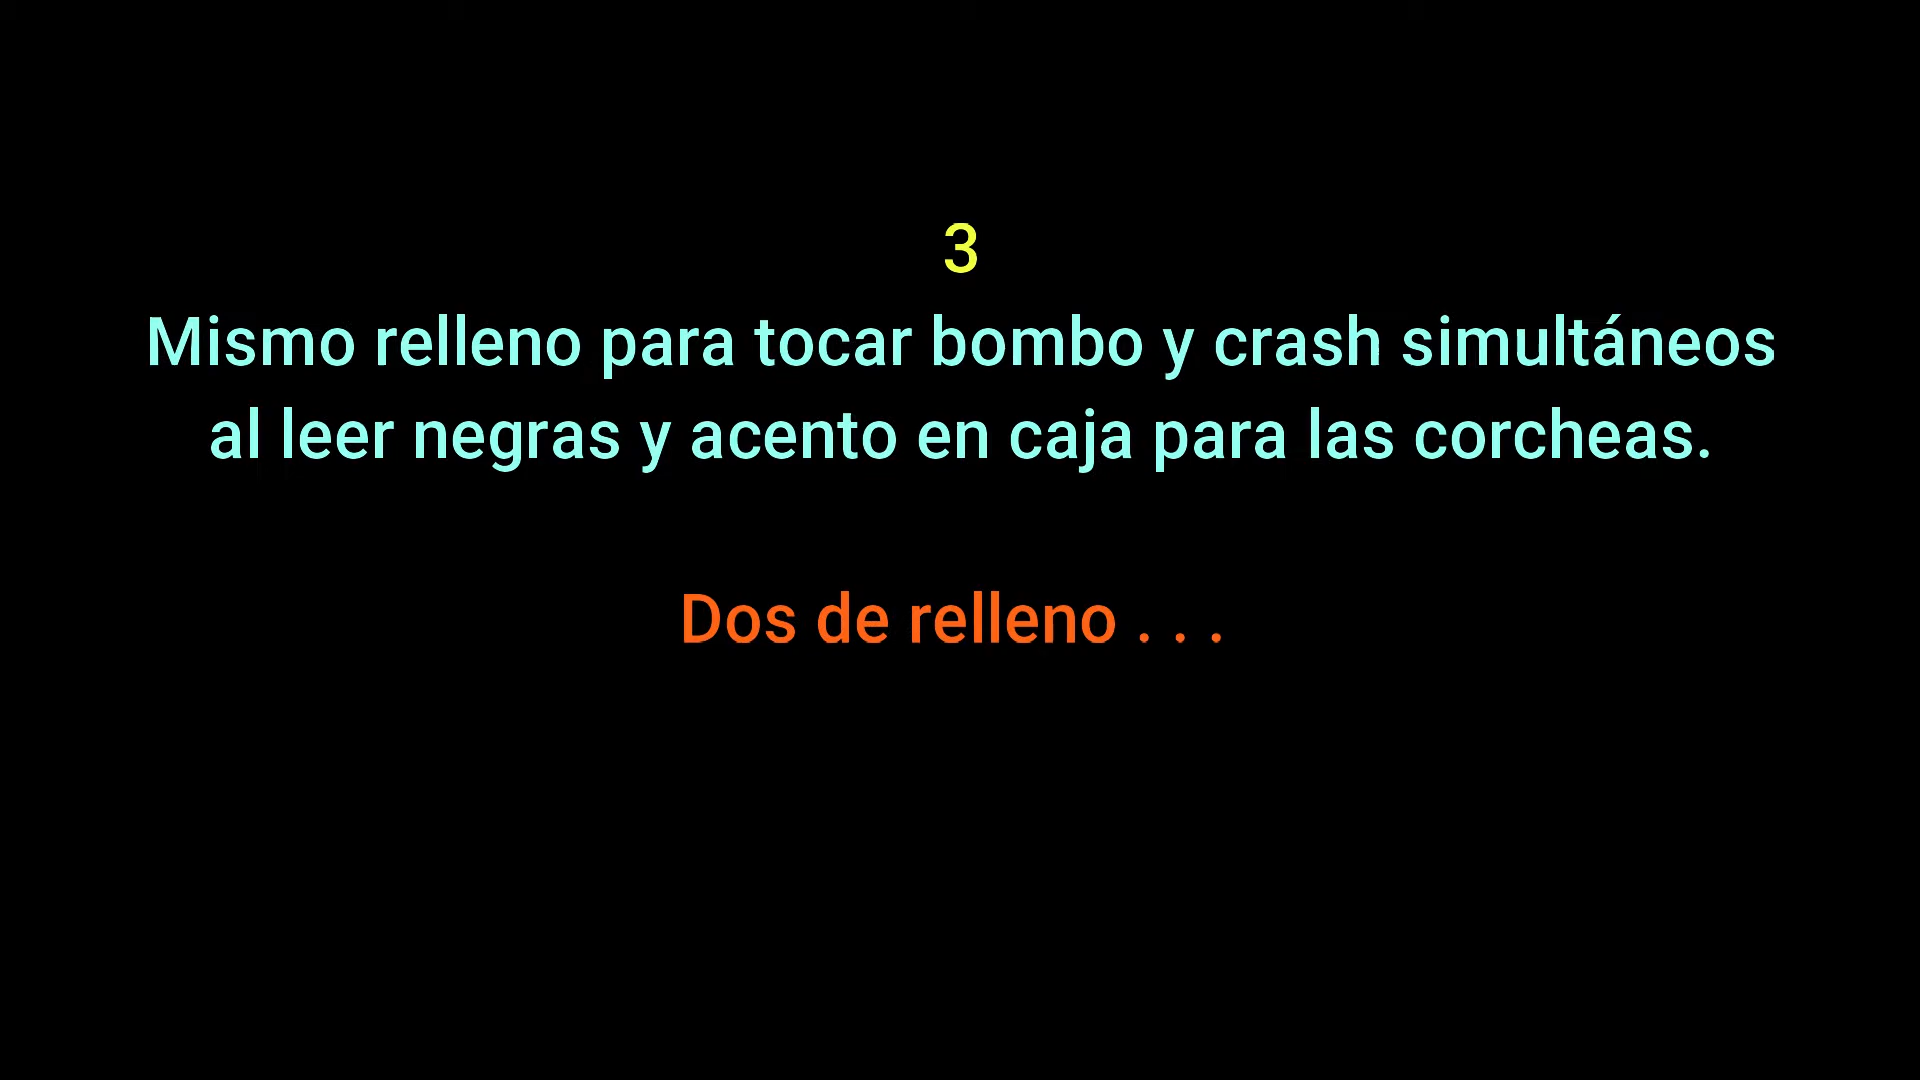 3
Mismo relleno para tocar bombo y crash simultáneos
al leer negras y acento en caja para las corcheas.
Dos de relleno . . .